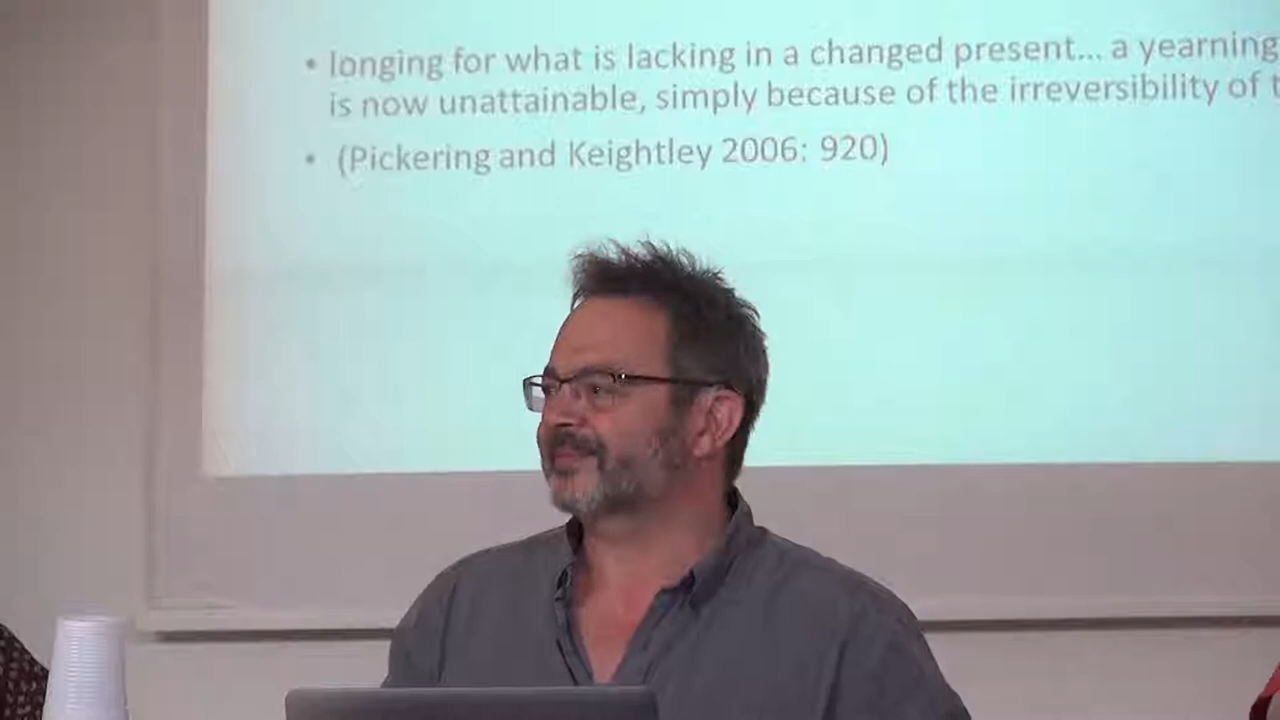 • longing for what is lacking in a changed present... a yearning
is now unattainable, simply because of the irreversibility of
• (Pickering and Keightley 2006: 920)